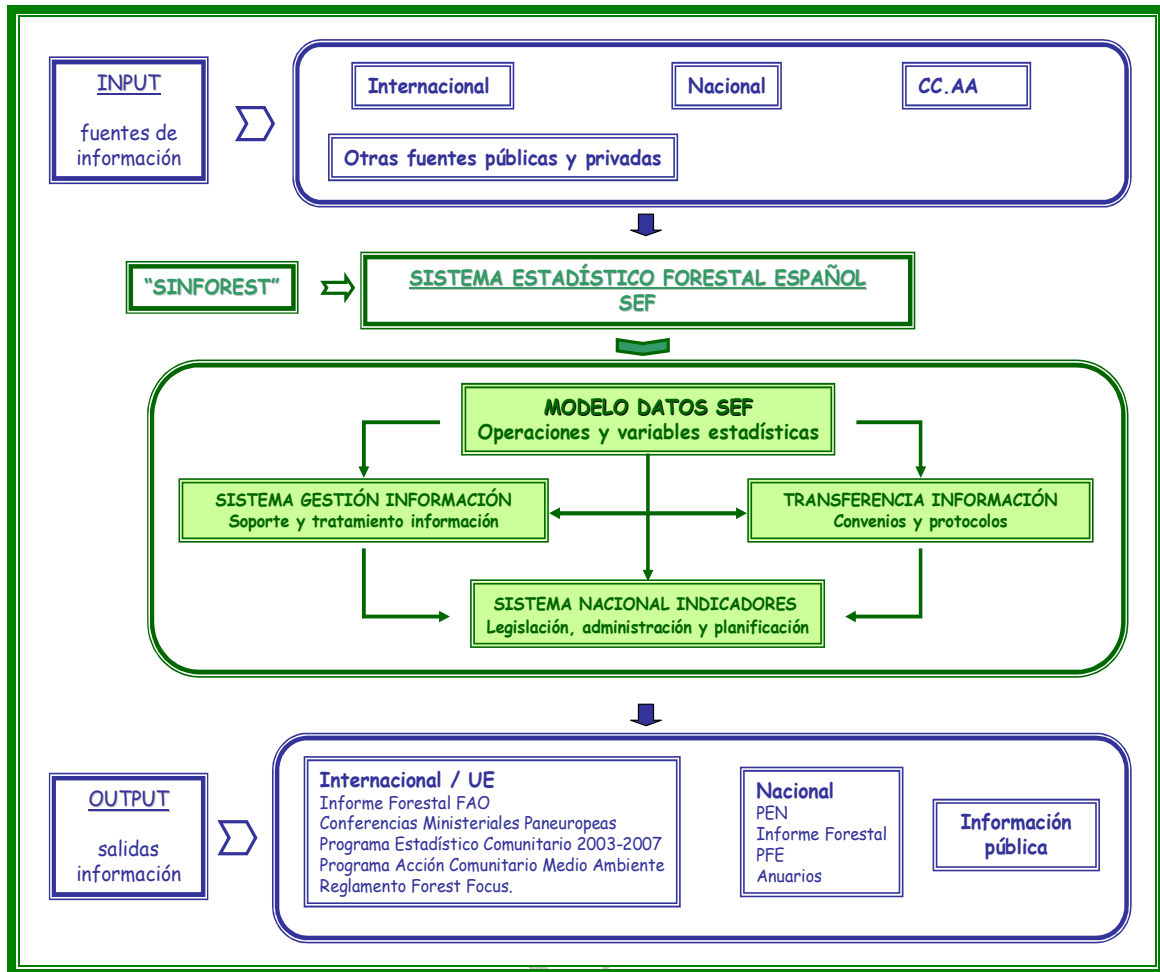 INPUT
fuentes de
información
Internacional
Nacional
CC.AA
Otras fuentes públicas y privadas
"SINFOREST"
SISTEMA ESTADÍSTICO FORESTAL ESPAÑOL
SEF
MODELO DATOS SEF
Operaciones y variables estadísticas
SISTEMA GESTIÓN INFORMACIÓN
Soporte y tratamiento información
TRANSFERENCIA INFORMACIÓN
Convenios y protocolos
SISTEMA NACIONAL INDICADORES
Legislación, administración y planificación
OUTPUT
salidas
información
Internacional / UE
Informe Forestal FAO
Conferencias Ministeriales Paneuropeas
Programa Estadístico Comunitario 2003-2007
Programa Acción Comunitario Medio Ambiente
Reglamento Forest Focus.
Nacional
PEN
Informe Forestal
PFE
Anuarios
Información
pública